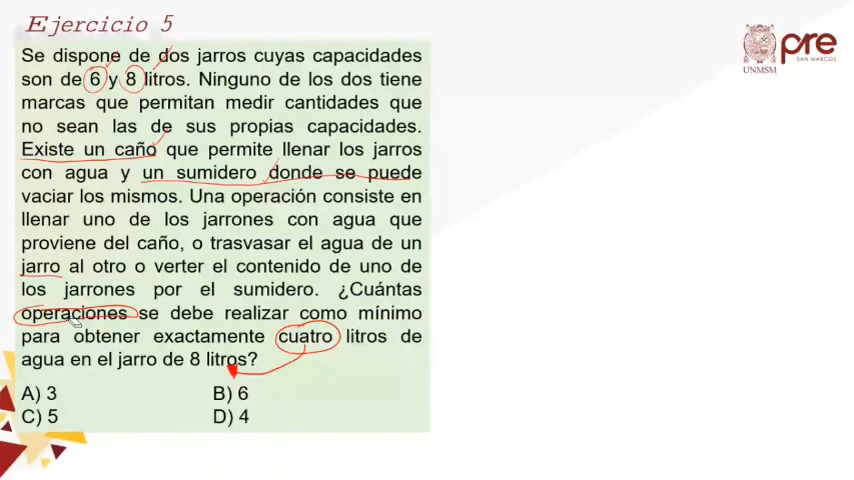 Ejercicio 5
Se dispone de dos jarros cuyas capacidades
son de 6 y 8 litros. Ninguno de los dos tiene
marcas que permitan medir cantidades que
no sean las de sus propias capacidades.
Existe un caño que permite llenar los jarros
con agua y un sumidero donde se puede
vaciar los mismos. Una operación consiste en
llenar uno de los jarrones con agua que
proviene del caño, o trasvasar el agua de un
jarro al otro o verter el contenido de uno de
los jarrones por el sumidero. ¿Cuántas
operaciones se debe realizar como mínimo
para obtener exactamente cuatro litros de
agua en el jarro de 8 litros?
A) 3 B) 6
C) 5 D) 4
UNMSM
pre
SAN MARCOS